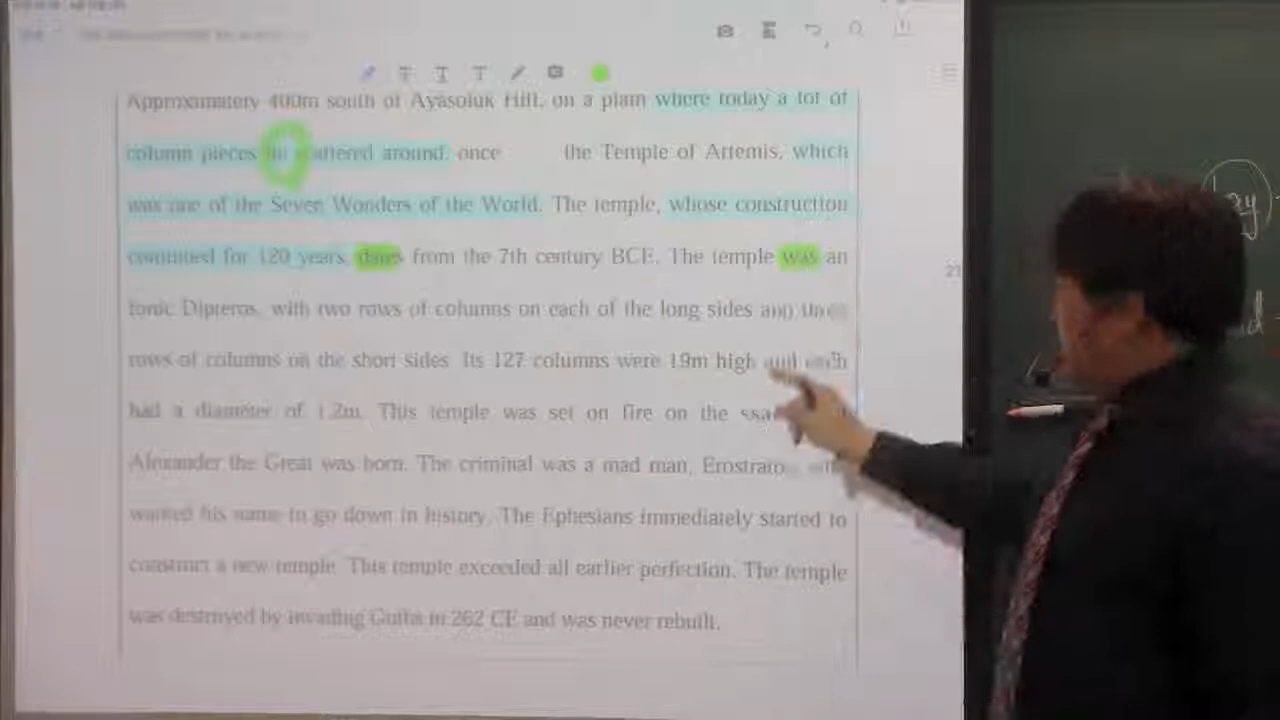 Approximately 400m south of Ayasoluk Hill, on a plain where today a lot of
column pieces lie scattered around, once the Temple of Artemis, which
was one of the Seven Wonders of the World. The temple, whose construction
continued for 120 years, dates from the 7th century BCE. The temple was an
Ionic Dipteros, with two rows of columns on each of the long sides and three
rows of columns on the short sides. Its 127 columns were 19m high and each
had a diameter of 1.2m. This temple was set on fire on the
Alexander the Great was born. The criminal was a mad man,
wanted his name to go down in history. The Ephesians immediately started to
construct a new temple. This temple exceeded all earlier perfection. The temple
was destroyed by invading Goths in 262 CE and was never rebuilt.